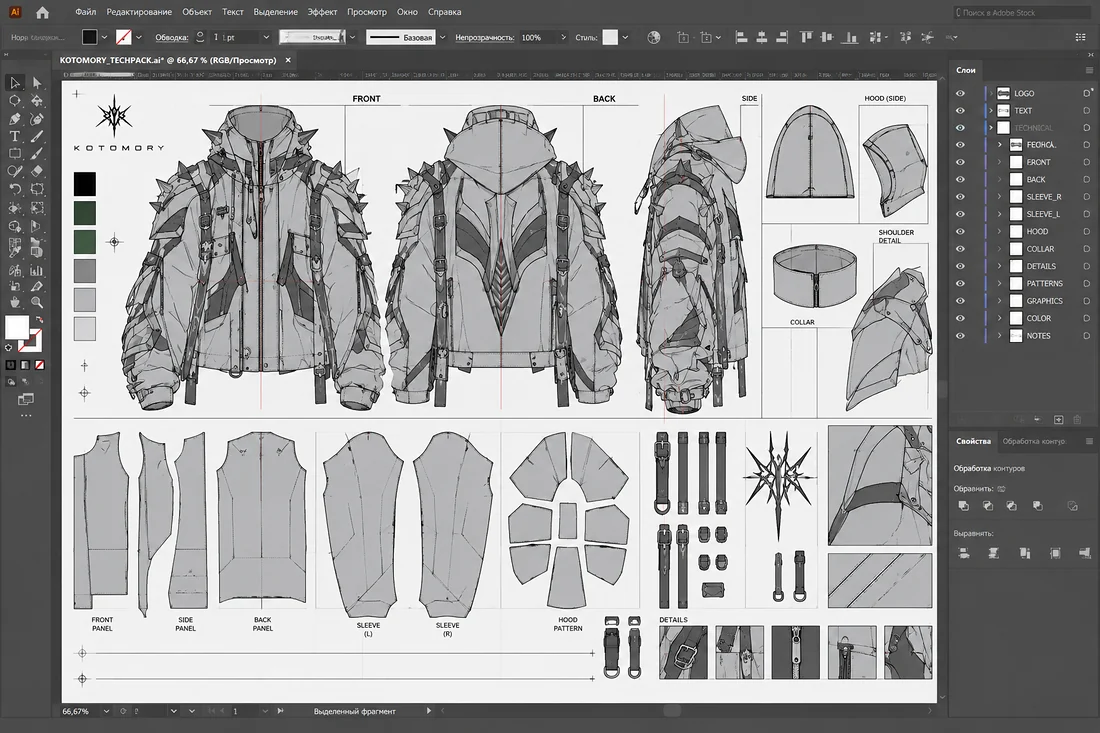 Ai
Файл Редактирование Объект Текст Выделение Эффект Просмотр Окно Справка
Поиск в Adobe Stock
Обводка: 1 pt Базовая Непрозрачность: 100% Стиль:
KOTOMORY_TECHPACK.ai* @ 66,67 % (RGB/Просмотр) ×
FRONT
BACK
SIDE
HOOD (SIDE)
KOTOMORY
SHOULDER
DETAIL
COLLAR
FRONT
PANEL
SIDE
PANEL
BACK
PANEL
SLEEVE
(L)
SLEEVE
(R)
HOOD
PATTERN
DETAILS
Слои
LOGO
TEXT
TECHNICAL
FRONT
BACK
SLEEVE_R
SLEEVE_L
HOOD
COLLAR
DETAILS
PATTERNS
GRAPHICS
COLOR
NOTES
Свойства Обработка контур.
Обработка контуров
Обравнить:
Выравнить:
66,67% 1 Выделенный фрагмент